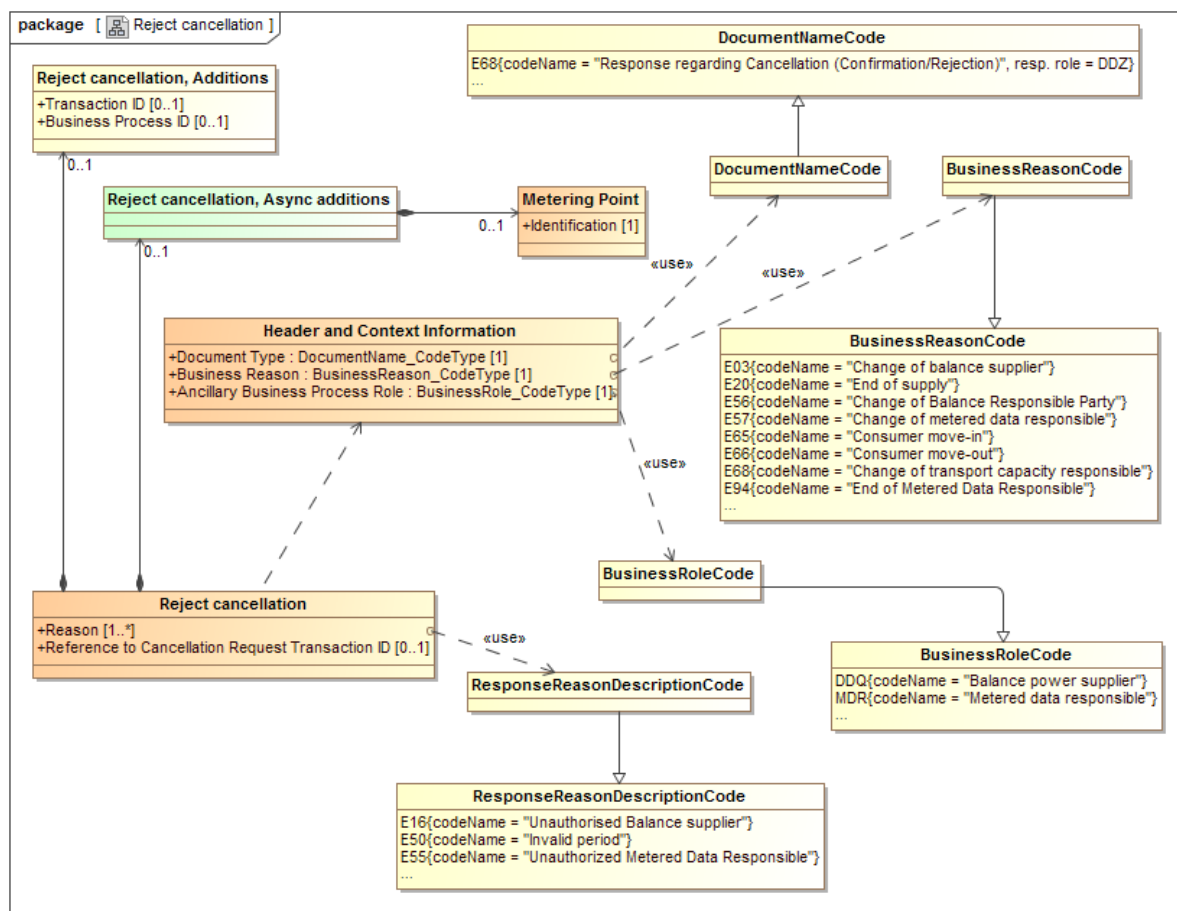 package [ Reject cancellation ]
DocumentNameCode
E68{codeName = "Response regarding Cancellation (Confirmation/Rejection)", resp. role = DDZ}
...
Reject cancellation, Additions
+Transaction ID [0..1]
+Business Process ID [0..1]
0..1
DocumentNameCode
BusinessReasonCode
Reject cancellation, Async additions
0..1
Metering Point
+Identification [1]
0..1
«use»
«use»
Header and Context Information
+Document Type : DocumentName_CodeType [1]
+Business Reason : BusinessReason_CodeType [1]
+Ancillary Business Process Role : BusinessRole_CodeType [1]
BusinessReasonCode
E03{codeName = "Change of balance supplier"}
E20{codeName = "End of supply"}
E56{codeName = "Change of Balance Responsible Party"}
E57{codeName = "Change of metered data responsible"}
E65{codeName = "Consumer move-in"}
E66{codeName = "Consumer move-out"}
E68{codeName = "Change of transport capacity responsible"}
E94{codeName = "End of Metered Data Responsible"}
...
«use»
BusinessRoleCode
Reject cancellation
+Reason [1..*]
+Reference to Cancellation Request Transaction ID [0..1]
«use»
BusinessRoleCode
DDQ{codeName = "Balance power supplier"}
MDR{codeName = "Metered data responsible"}
...
ResponseReasonDescriptionCode
ResponseReasonDescriptionCode
E16{codeName = "Unauthorised Balance supplier"}
E50{codeName = "Invalid period"}
E55{codeName = "Unauthorized Metered Data Responsible"}
...